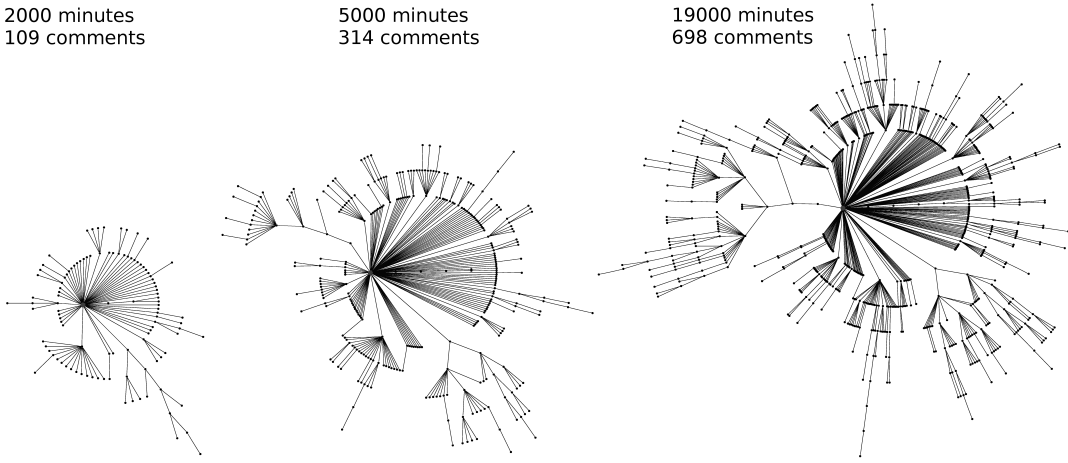 2000 minutes
109 comments
5000 minutes
314 comments
19000 minutes
698 comments